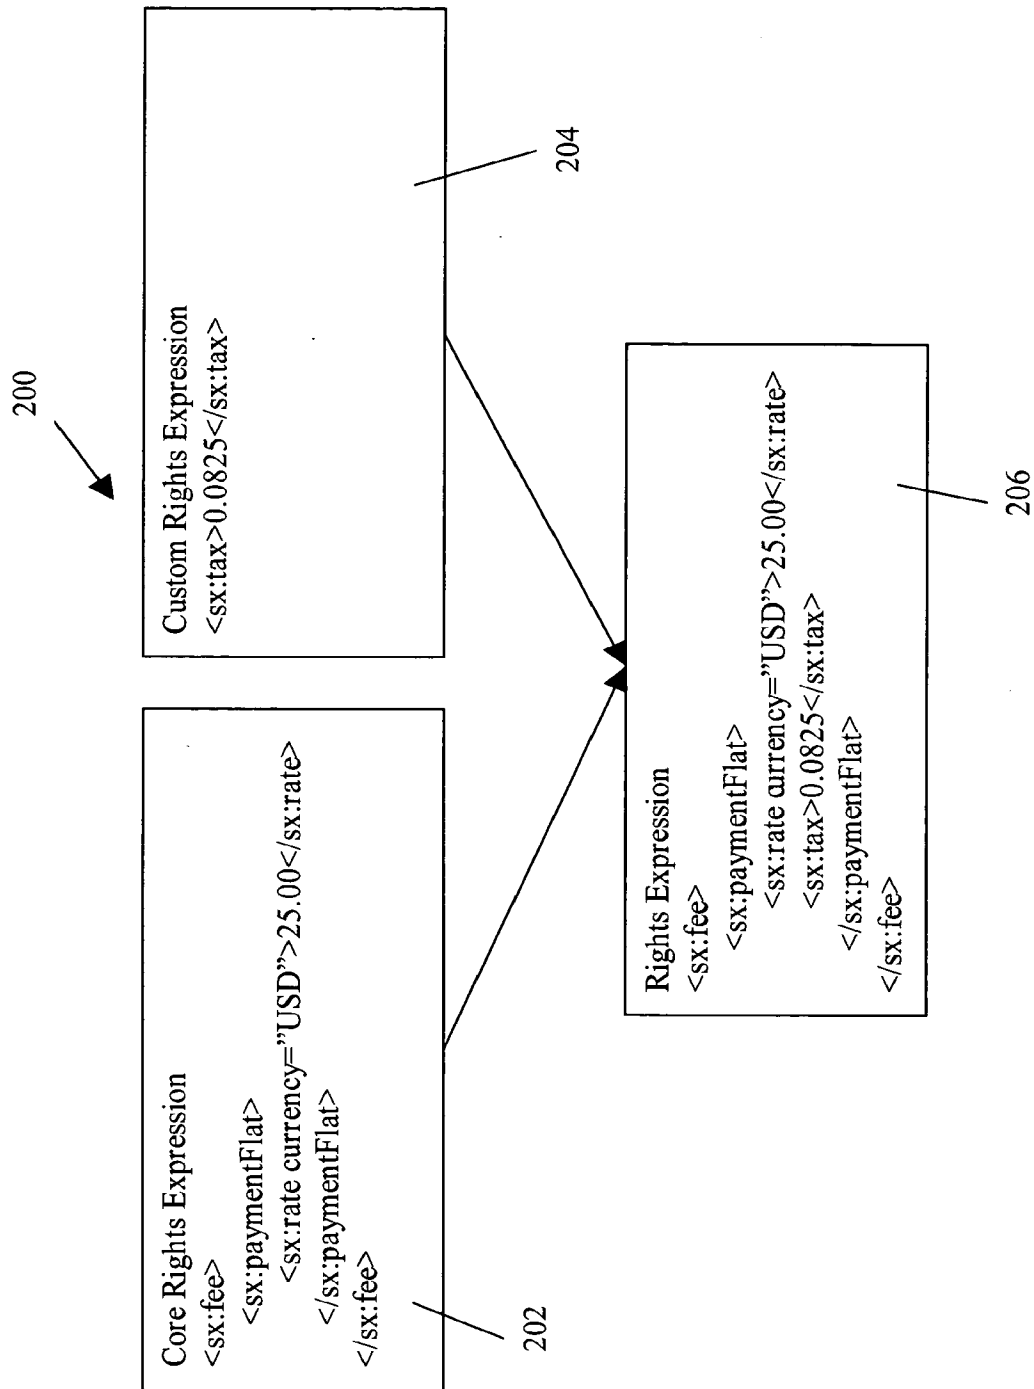 200
Core Rights Expression
<sx:fee>
<sx:paymentFlat>
<sx:rate currency=”USD”>25.00</sx:rate>
</sx:paymentFlat>
</sx:fee>
202
Custom Rights Expression
<sx:tax>0.0825</sx:tax>
204
Rights Expression
<sx:fee>
<sx:paymentFlat>
<sx:rate currency=”USD”>25.00</sx:rate>
<sx:tax>0.0825</sx:tax>
</sx:paymentFlat>
</sx:fee>
206